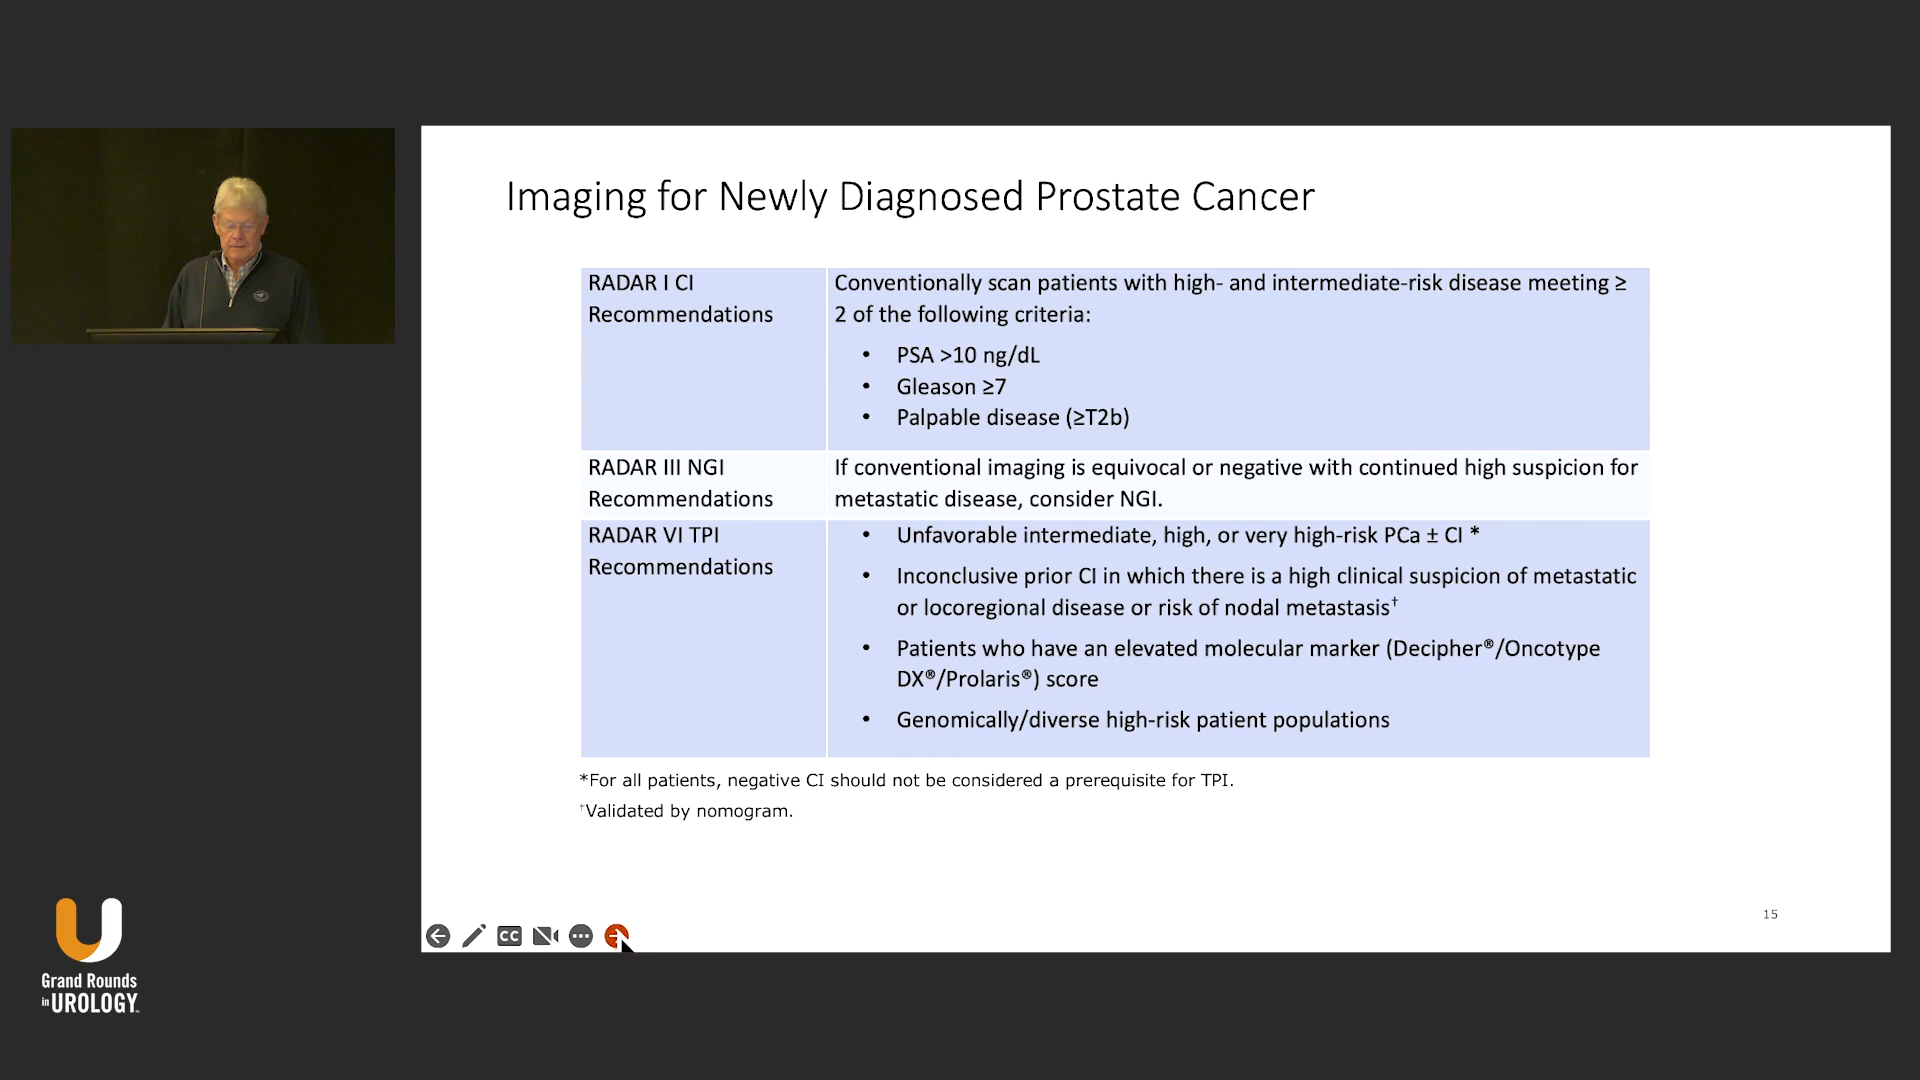 Imaging for Newly Diagnosed Prostate Cancer
RADAR I CI
Recommendations
Conventionally scan patients with high- and intermediate-risk disease meeting ≥
2 of the following criteria:
• PSA >10 ng/dL
• Gleason ≥7
• Palpable disease (≥T2b)
RADAR III NGI
Recommendations
If conventional imaging is equivocal or negative with continued high suspicion for
metastatic disease, consider NGI.
RADAR VI TPI
Recommendations
• Unfavorable intermediate, high, or very high-risk PCa ± CI *
• Inconclusive prior CI in which there is a high clinical suspicion of metastatic
or locoregional disease or risk of nodal metastasis†
• Patients who have an elevated molecular marker (Decipher®/Oncotype
DX®/Prolaris®) score
• Genomically/diverse high-risk patient populations
*For all patients, negative CI should not be considered a prerequisite for TPI.
†Validated by nomogram.
15
CC
Grand Rounds
in UROLOGY